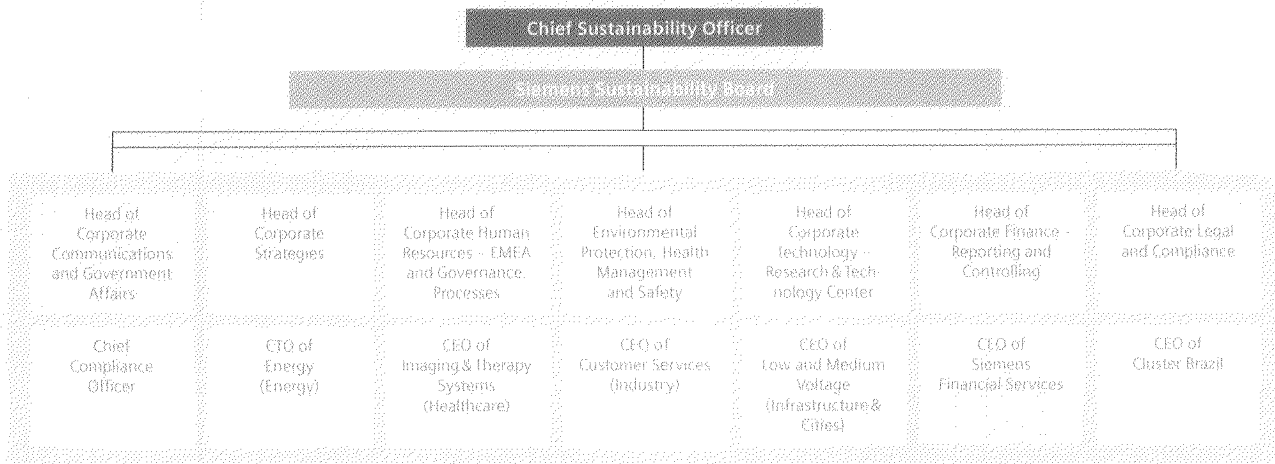 Chief Sustainability Officer
Siemens Sustainability Board
Head of
Corporate
Communications
and Government
Affairs
Head of
Corporate
Strategies
Head of
Corporate Human
Resources – EMEA
and Governance,
Processes
Head of
Environmental
Protection, Health
Management
and Safety
Head of
Corporate
Technology –
Research & Tech-
nology Center
Head of
Corporate Finance –
Reporting and
Controlling
Head of
Corporate Legal
and Compliance
Chief
Compliance
Officer
CTO of
Energy
(Energy)
CEO of
Imaging & Therapy
Systems
(Healthcare)
CEO of
Customer Services
(Industry)
CEO of
Low and Medium
Voltage
(Infrastructure &
Cities)
CEO of
Siemens
Financial Services
CEO of
Cluster Brazil